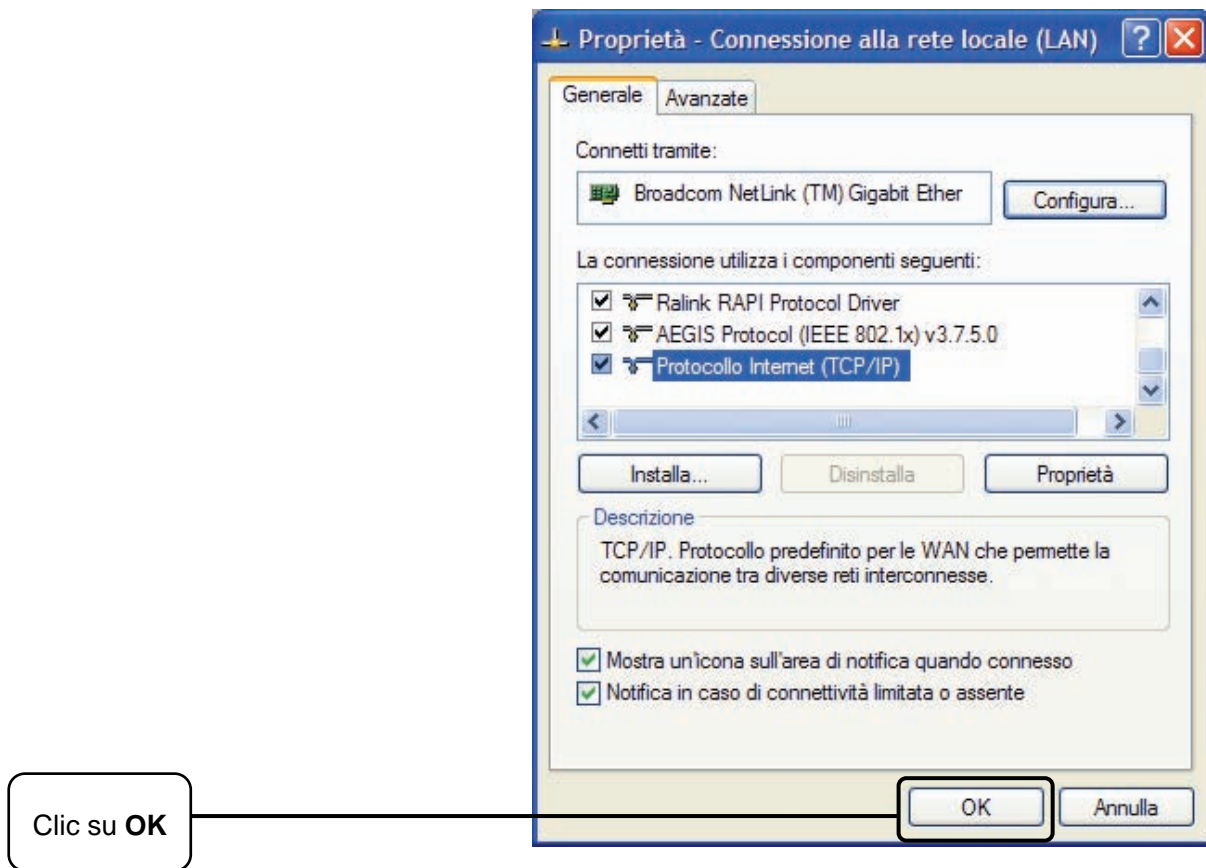 Proprietà - Connessione alla rete locale (LAN)
Generale
Avanzate
Connetti tramite:
Broadcom NetLink (TM) Gigabit Ether
Configura...
La connessione utilizza i componenti seguenti:
Ralink RAPI Protocol Driver
AEGIS Protocol (IEEE 802.1x) v3.7.5.0
Protocollo Internet (TCP/IP)
Installa...
Disinstalla
Proprietà
Descrizione
TCP/IP. Protocollo predefinito per le WAN che permette la
comunicazione tra diverse reti interconnesse.
Mostra un'icona sull'area di notifica quando connesso
Notifica in caso di connettività limitata o assente
OK
Annulla
Clic su OK